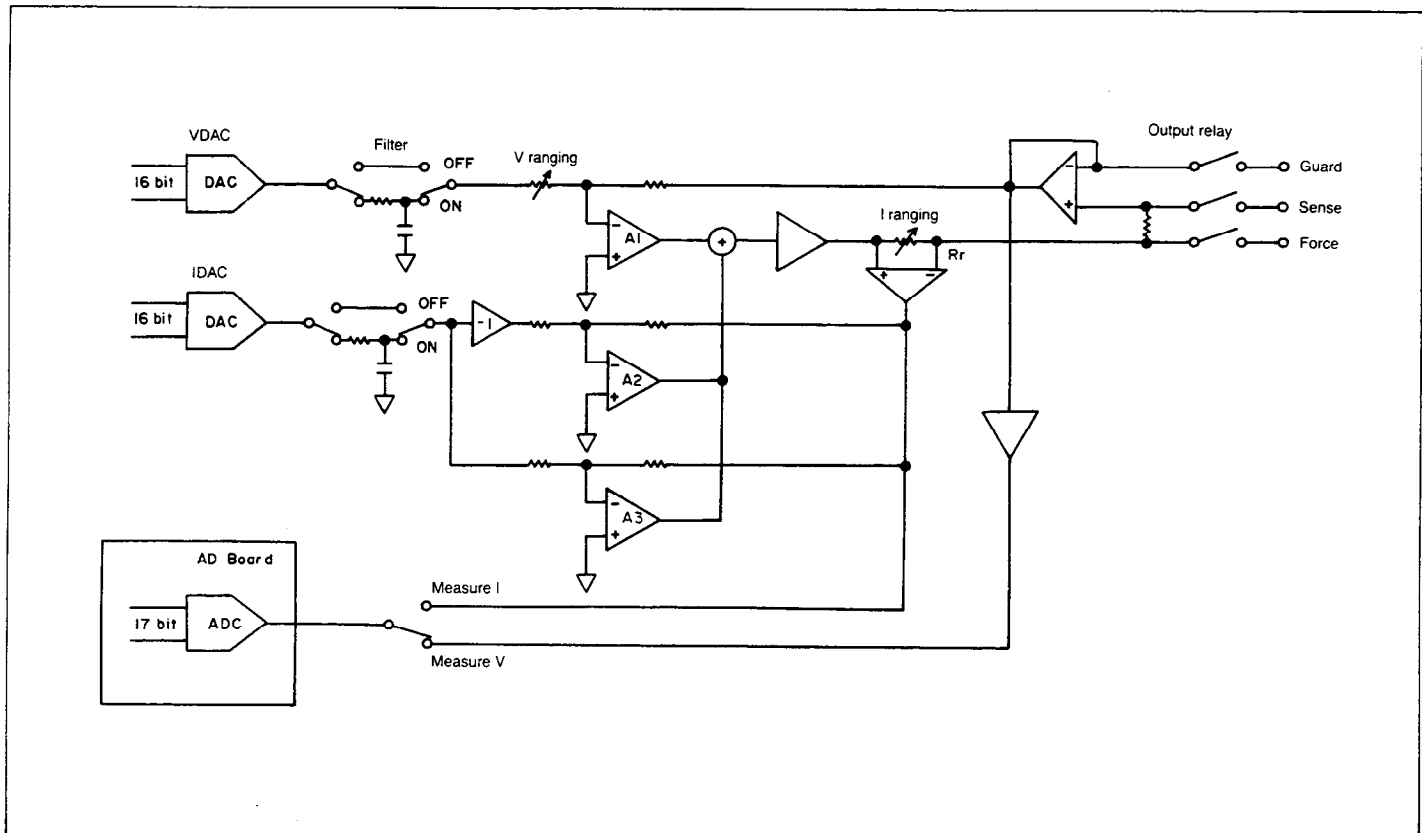 VDAC
Filter
Output relay
16 bit
DAC
OFF
ON
V ranging
-
+
Guard
Sense
Force
-
+
A1
+
I ranging
Rr
+
-
IDAC
16 bit
DAC
OFF
ON
-1
-
+
A2
-
+
A3
AD Board
17 bit
ADC
Measure I
Measure V